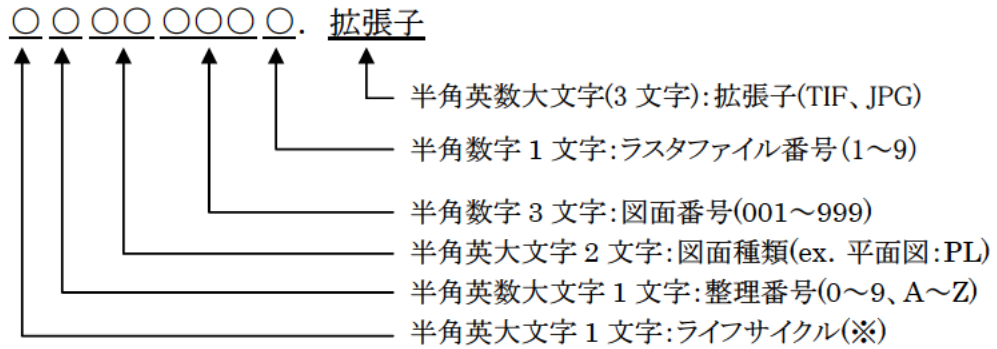 ○ ○ ○○ ○○○ ○. 拡張子
半角英数大文字(3 文字):拡張子(TIF、JPG)
半角数字 1 文字:ラスタファイル番号(1～9)
半角数字 3 文字:図面番号(001～999)
半角英大文字 2 文字:図面種類(ex. 平面図:PL)
半角英数大文字 1 文字:整理番号(0～9、A～Z)
半角英大文字 1 文字:ライフサイクル(※)